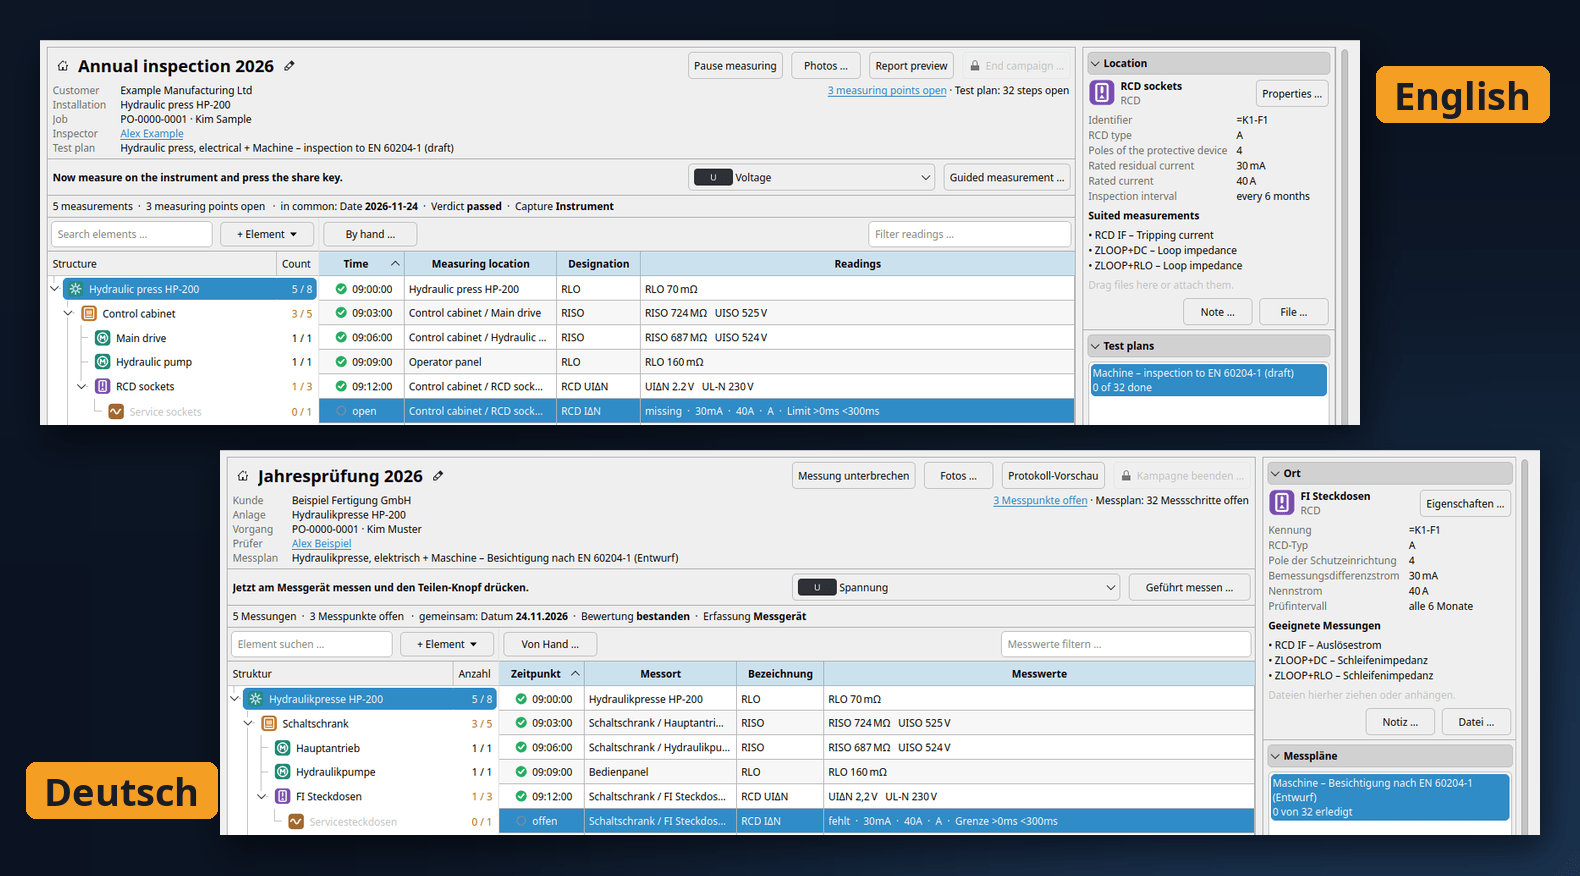 English
Annual inspection 2026
Pause measuring
Photos ...
Report preview
End campaign ...
Customer Example Manufacturing Ltd
3 measuring points open · Test plan: 32 steps open
Installation Hydraulic press HP-200
Job PO-0000-0001 · Kim Sample
Inspector Alex Example
Test plan Hydraulic press, electrical + Machine – inspection to EN 60204-1 (draft)
Now measure on the instrument and press the share key.
U Voltage
Guided measurement ...
5 measurements · 3 measuring points open · in common: Date 2026-11-24 · Verdict passed · Capture Instrument
Search elements ...
+ Element
By hand ...
Filter readings ...
Structure Count Time Measuring location Designation Readings
Hydraulic press HP-200 5 / 8 09:00:00 Hydraulic press HP-200 RLO RLO 70 mΩ
Control cabinet 3 / 5 09:03:00 Control cabinet / Main drive RISO RISO 724 MΩ UISO 525 V
Main drive 1 / 1 09:06:00 Control cabinet / Hydraulic ... RISO RISO 687 MΩ UISO 524 V
Hydraulic pump 1 / 1 09:09:00 Operator panel RLO RLO 160 mΩ
RCD sockets 1 / 3 09:12:00 Control cabinet / RCD sock... RCD UIΔN UIΔN 2.2 V UL-N 230 V
Service sockets 0 / 1 open Control cabinet / RCD sock... RCD IΔN missing · 30mA · 40A · A · Limit >0ms <300ms
Location
RCD sockets
RCD
Properties ...
Identifier =K1-F1
RCD type A
Poles of the protective device 4
Rated residual current 30 mA
Rated current 40 A
Inspection interval every 6 months
Suited measurements
• RCD IF – Tripping current
• ZLOOP+DC – Loop impedance
• ZLOOP+RLO – Loop impedance
Drag files here or attach them.
Note ...
File ...
Test plans
Machine – inspection to EN 60204-1 (draft)
0 of 32 done
Deutsch
Jahresprüfung 2026
Messung unterbrechen
Fotos ...
Protokoll-Vorschau
Kampagne beenden ...
Kunde Beispiel Fertigung GmbH
3 Messpunkte offen · Messplan: 32 Messschritte offen
Anlage Hydraulikpresse HP-200
Vorgang PO-0000-0001 · Kim Muster
Prüfer Alex Beispiel
Messplan Hydraulikpresse, elektrisch + Maschine – Besichtigung nach EN 60204-1 (Entwurf)
Jetzt am Messgerät messen und den Teilen-Knopf drücken.
U Spannung
Geführt messen ...
5 Messungen · 3 Messpunkte offen · gemeinsam: Datum 24.11.2026 · Bewertung bestanden · Erfassung Messgerät
Element suchen ...
+ Element
Von Hand ...
Messwerte filtern ...
Struktur Anzahl Zeitpunkt Messort Bezeichnung Messwerte
Hydraulikpresse HP-200 5 / 8 09:00:00 Hydraulikpresse HP-200 RLO RLO 70 mΩ
Schaltschrank 3 / 5 09:03:00 Schaltschrank / Hauptantri... RISO RISO 724 MΩ UISO 525 V
Hauptantrieb 1 / 1 09:06:00 Schaltschrank / Hydraulikpu... RISO RISO 687 MΩ UISO 524 V
Hydraulikpumpe 1 / 1 09:09:00 Bedienpanel RLO RLO 160 mΩ
FI Steckdosen 1 / 3 09:12:00 Schaltschrank / FI Steckdos... RCD UIΔN UIΔN 2,2 V UL-N 230 V
Servicesteckdosen 0 / 1 offen Schaltschrank / FI Steckdos... RCD IΔN fehlt · 30mA · 40A · A · Grenze >0ms <300ms
Ort
FI Steckdosen
RCD
Eigenschaften ...
Kennung =K1-F1
RCD-Typ A
Pole der Schutzeinrichtung 4
Bemessungsdifferenzstrom 30 mA
Nennstrom 40 A
Prüfintervall alle 6 Monate
Geeignete Messungen
• RCD IF – Auslösestrom
• ZLOOP+DC – Schleifenimpedanz
• ZLOOP+RLO – Schleifenimpedanz
Dateien hierher ziehen oder anhängen.
Notiz ...
Datei ...
Messpläne
Maschine – Besichtigung nach EN 60204-1
(Entwurf)
0 von 32 erledigt